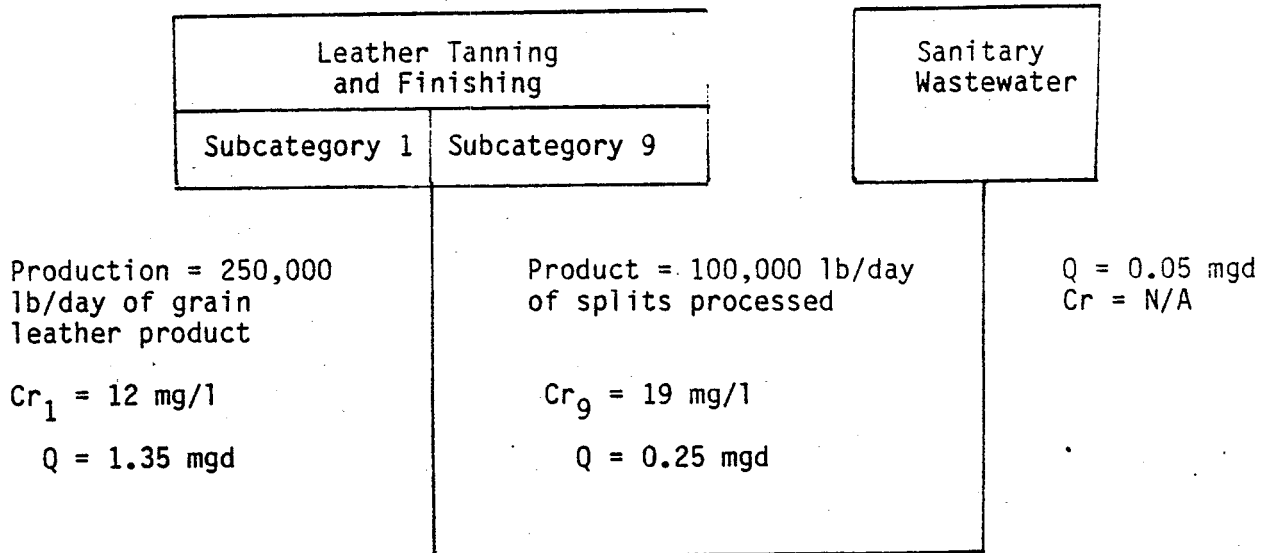 Leather Tanning
and Finishing
Subcategory 1
Subcategory 9
Sanitary
Wastewater
Production = 250,000
lb/day of grain
leather product
Cr1 = 12 mg/l
Q = 1.35 mgd
Product = 100,000 lb/day
of splits processed
Cr9 = 19 mg/l
Q = 0.25 mgd
Q = 0.05 mgd
Cr = N/A